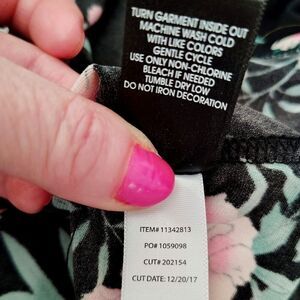 TURN GARMENT INSIDE OUT
MACHINE WASH COLD
WITH LIKE COLORS
GENTLE CYCLE
USE ONLY NON-CHLORINE
BLEACH IF NEEDED
TUMBLE DRY LOW
DO NOT IRON DECORATION
ITEM# 11342813
PO# 1059098
CUT# 202154
CUT DATE: 12/20/17